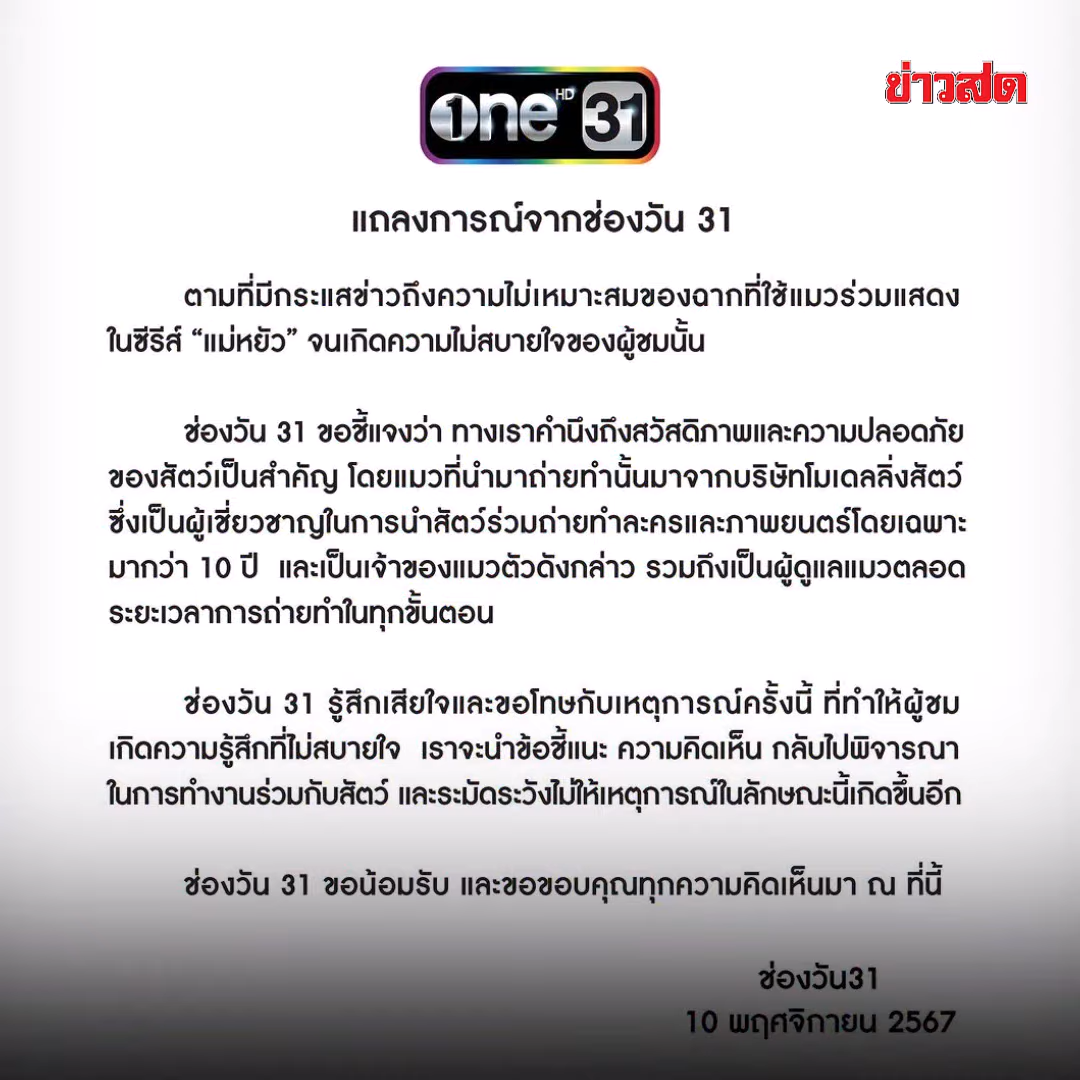 one HD 31
ข่าวสด
แถลงการณ์จากช่องวัน 31
ตามที่มีกระแสข่าวถึงความไม่เหมาะสมของฉากที่ใช้แมวร่วมแสดง
ในซีรีส์ “แม่หยัว” จนเกิดความไม่สบายใจของผู้ชมนั้น
ช่องวัน 31 ขอชี้แจงว่า ทางเราคำนึงถึงสวัสดิภาพและความปลอดภัย
ของสัตว์เป็นสำคัญ โดยแมวที่นำมาถ่ายทำนั้นมาจากบริษัทโมเดลลิ่งสัตว์
ซึ่งเป็นผู้เชี่ยวชาญในการนำสัตว์ร่วมถ่ายทำละครและภาพยนตร์โดยเฉพาะ
มากว่า 10 ปี และเป็นเจ้าของแมวตัวดังกล่าว รวมถึงเป็นผู้ดูแลแมวตลอด
ระยะเวลาการถ่ายทำในทุกขั้นตอน
ช่องวัน 31 รู้สึกเสียใจและขอโทษกับเหตุการณ์ครั้งนี้ ที่ทำให้ผู้ชม
เกิดความรู้สึกที่ไม่สบายใจ เราจะนำข้อชี้แนะ ความคิดเห็น กลับไปพิจารณา
ในการทำงานร่วมกับสัตว์ และระมัดระวังไม่ให้เหตุการณ์ในลักษณะนี้เกิดขึ้นอีก
ช่องวัน 31 ขอน้อมรับ และขอขอบคุณทุกความคิดเห็นมา ณ ที่นี้
ช่องวัน31
10 พฤศจิกายน 2567